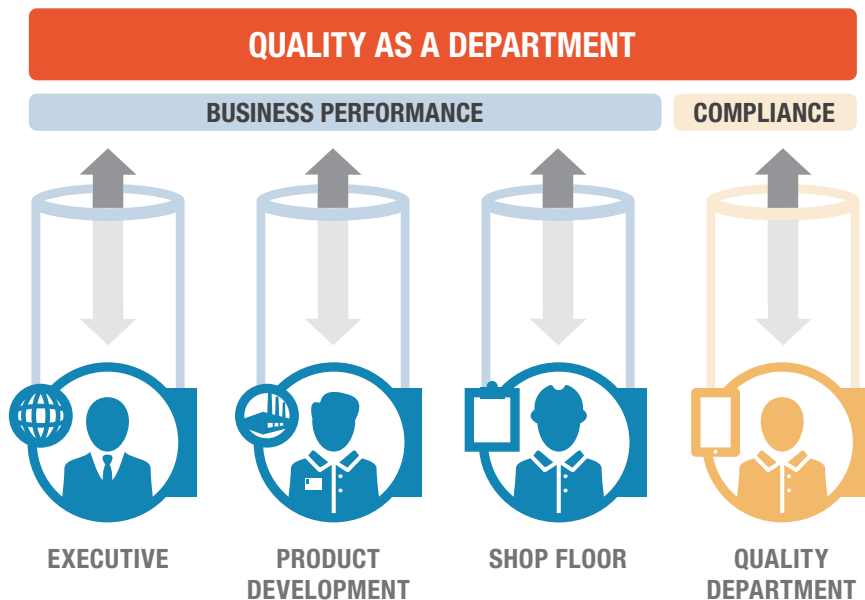 QUALITY AS A DEPARTMENT
BUSINESS PERFORMANCE
COMPLIANCE
EXECUTIVE
PRODUCT
DEVELOPMENT
SHOP FLOOR
QUALITY
DEPARTMENT